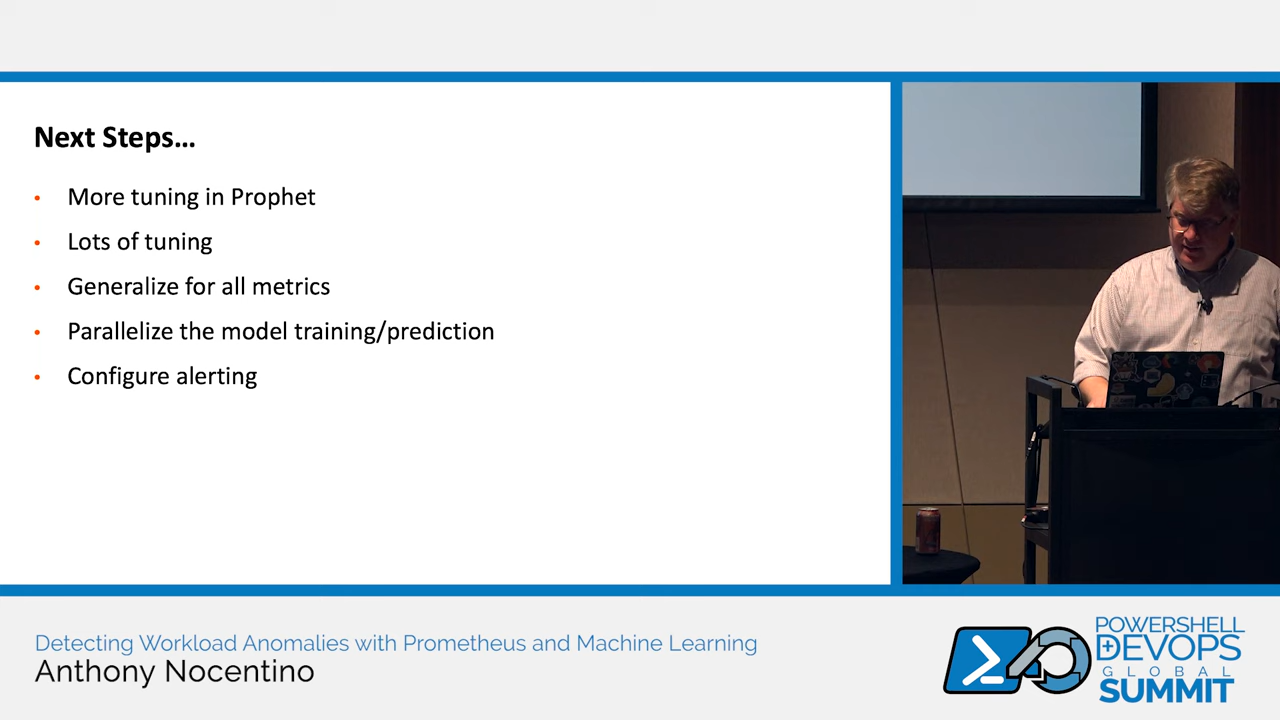 Next Steps…
• More tuning in Prophet
• Lots of tuning
• Generalize for all metrics
• Parallelize the model training/prediction
• Configure alerting
Detecting Workload Anomalies with Prometheus and Machine Learning
Anthony Nocentino
POWERSHELL
DEVOPS
GLOBAL
SUMMIT